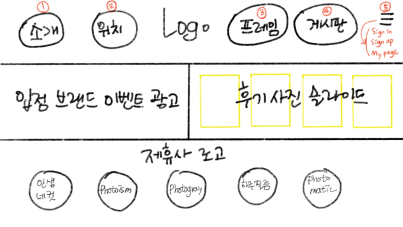 ① ② ③ ④ ⑤
소개 위치 Logo 프레임 게시판
Sign in
Sign up
My page
입점 브랜드 이벤트 광고 후기사진 슬라이드
제휴사 로고
인생
네컷
Photoism
Photogray
하루필름
Photo
matic